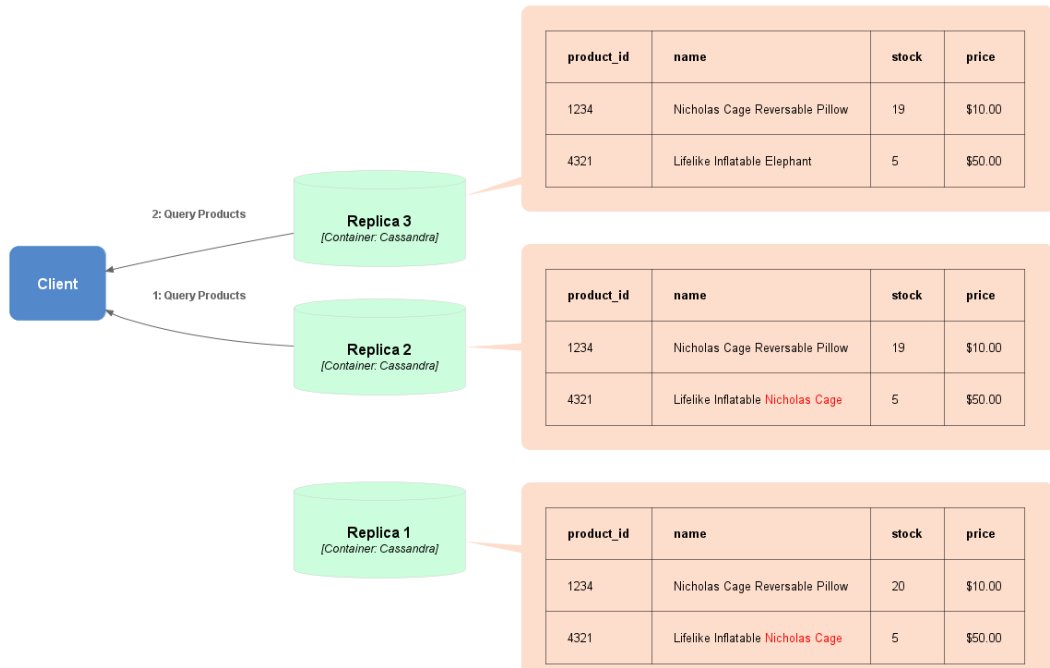 product_id name stock price
1234 Nicholas Cage Reversable Pillow 19 $10.00
4321 Lifelike Inflatable Elephant 5 $50.00
2: Query Products
Replica 3
[Container: Cassandra]
Client
1: Query Products
Replica 2
[Container: Cassandra]
product_id name stock price
1234 Nicholas Cage Reversable Pillow 19 $10.00
4321 Lifelike Inflatable Nicholas Cage 5 $50.00
Replica 1
[Container: Cassandra]
product_id name stock price
1234 Nicholas Cage Reversable Pillow 20 $10.00
4321 Lifelike Inflatable Nicholas Cage 5 $50.00